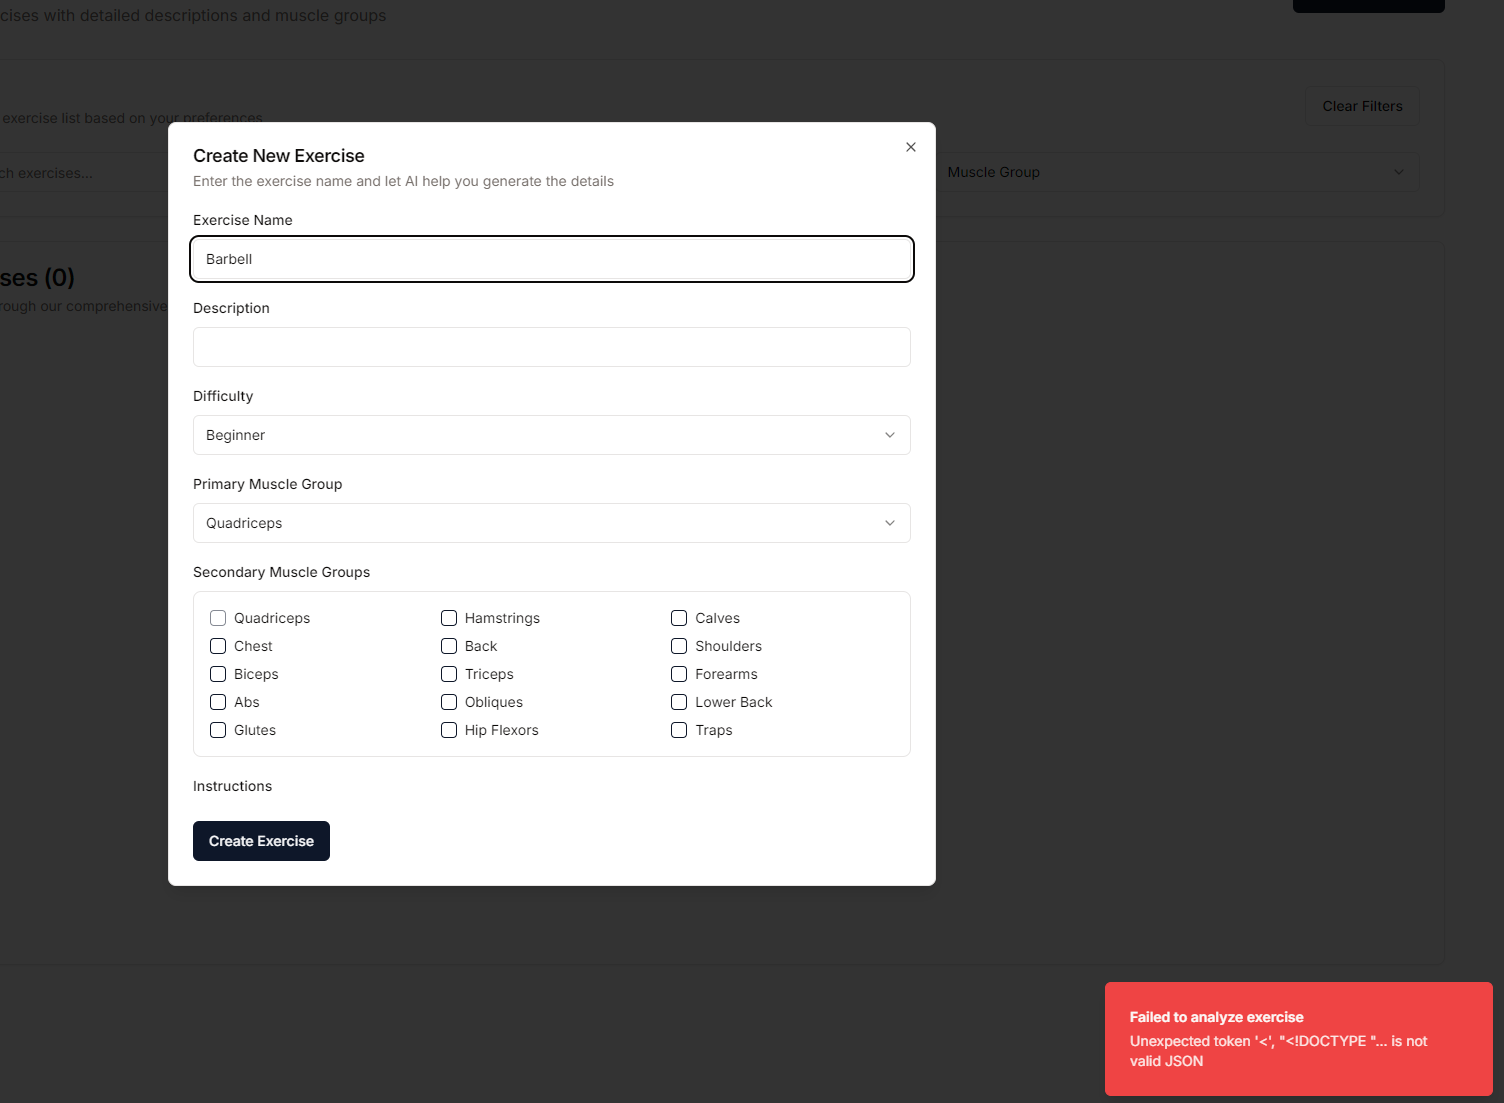 cises with detailed descriptions and muscle groups
exercise list based on your preferences
Clear Filters
ch exercises...
Muscle Group
ses (0)
rough our comprehensive
Create New Exercise
Enter the exercise name and let AI help you generate the details
Exercise Name
Barbell
Description
Difficulty
Beginner
Primary Muscle Group
Quadriceps
Secondary Muscle Groups
Quadriceps Hamstrings Calves
Chest Back Shoulders
Biceps Triceps Forearms
Abs Obliques Lower Back
Glutes Hip Flexors Traps
Instructions
Create Exercise
Failed to analyze exercise
Unexpected token '<', "<!DOCTYPE "... is not
valid JSON